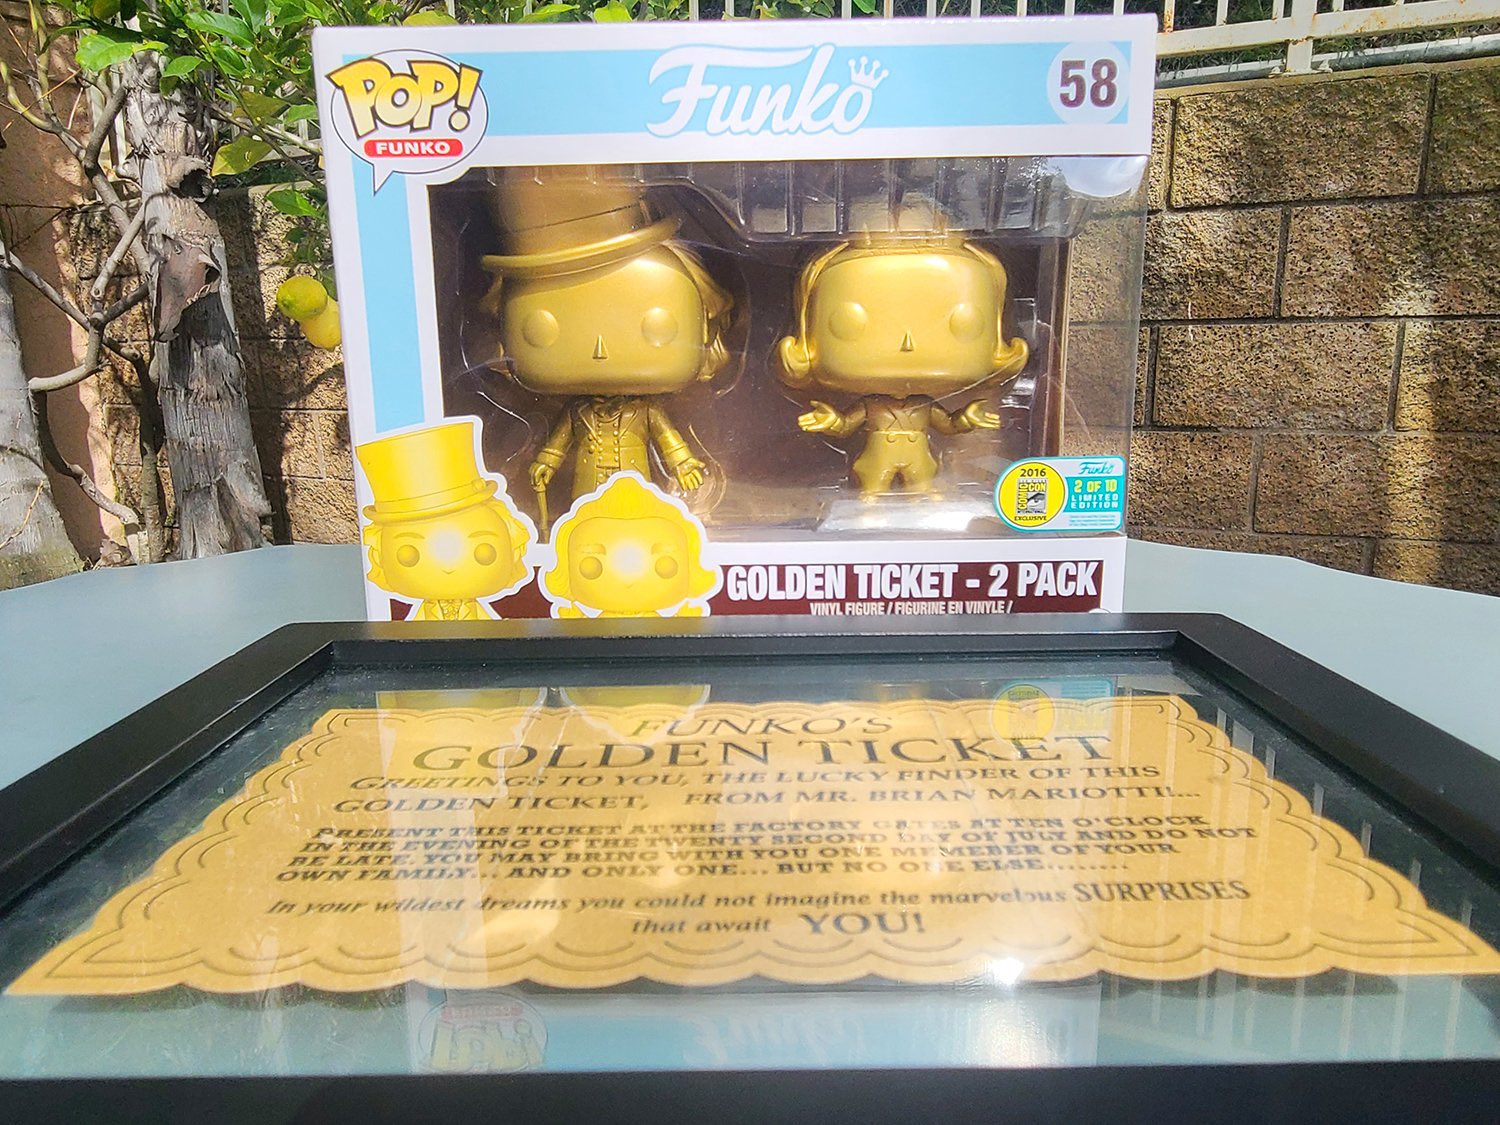 POP!
FUNKO
Funko
58
2016
COMIC CON
INTERNATIONAL
EXCLUSIVE
Funko
2 OF 10
LIMITED
EDITION
GOLDEN TICKET - 2 PACK
VINYL FIGURE / FIGURINE EN VINYLE /
FUNKO'S
GOLDEN TICKET
GREETINGS TO YOU, THE LUCKY FINDER OF THIS
GOLDEN TICKET, FROM MR. BRIAN MARIOTTI!...
PRESENT THIS TICKET AT THE FACTORY GATES AT TEN O'CLOCK
IN THE EVENING OF THE TWENTY SECOND DAY OF JULY AND DO NOT
BE LATE. YOU MAY BRING WITH YOU ONE MEMEBER OF YOUR
OWN FAMILY... AND ONLY ONE... BUT NO ONE ELSE.........
In your wildest dreams you could not imagine the marvelous SURPRISES
that await YOU!